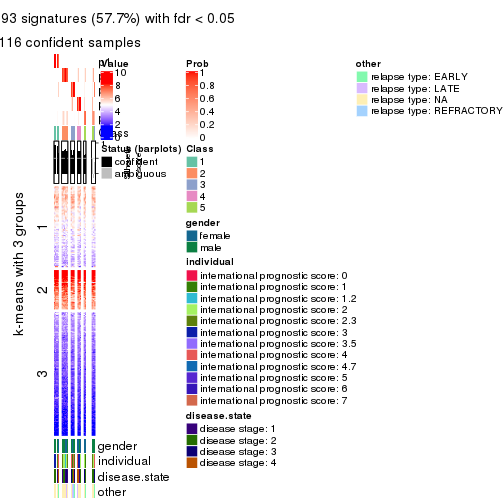 93 signatures (57.7%) with fdr < 0.05
116 confident samples
Value
10
8
6
4
2
0
Prob
1
0.8
0.6
0.4
0.2
0
other
relapse type: EARLY
relapse type: LATE
relapse type: NA
relapse type: REFRACTORY
Class
Status (barplots)
confident
ambiguous
Class
1
2
3
4
5
gender
female
male
individual
international prognostic score: 0
international prognostic score: 1
international prognostic score: 1.2
international prognostic score: 2
international prognostic score: 2.3
international prognostic score: 3
international prognostic score: 3.5
international prognostic score: 4
international prognostic score: 4.7
international prognostic score: 5
international prognostic score: 6
international prognostic score: 7
disease.state
disease stage: 1
disease stage: 2
disease stage: 3
disease stage: 4
k-means with 3 groups
1
2
3
gender
individual
disease.state
other